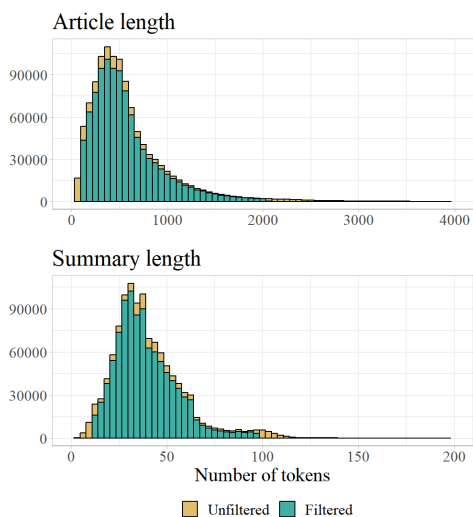 Article length
90000
60000
30000
0
0 1000 2000 3000 4000
Summary length
90000
60000
30000
0
0 50 100 150 200
Number of tokens
Unfiltered Filtered